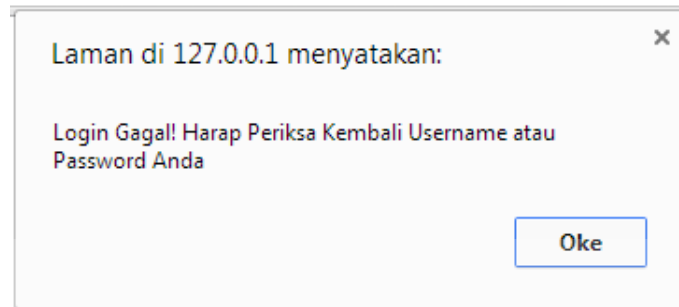 Laman di 127.0.0.1 menyatakan:
Login Gagal! Harap Periksa Kembali Username atau
Password Anda
Oke